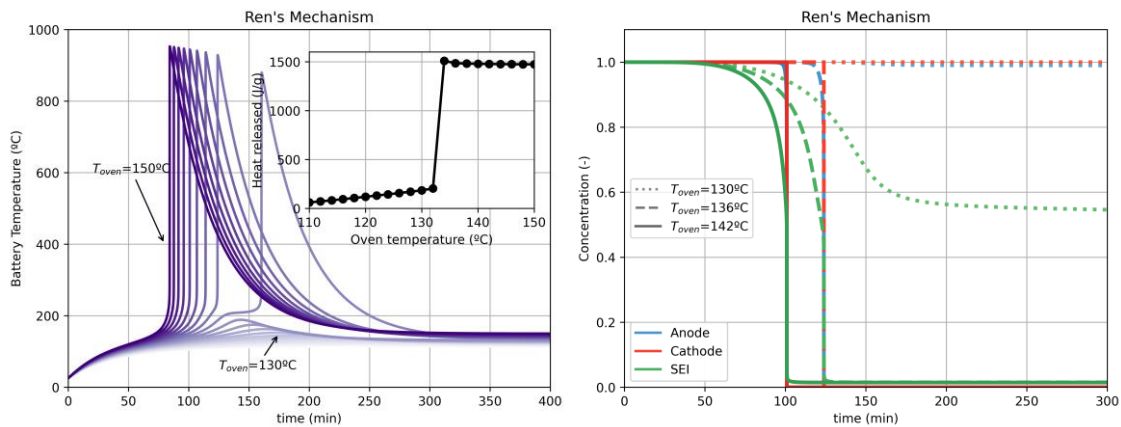 Ren's Mechanism
1000
800
600
400
200
0
Battery Temperature (ºC)
0 50 100 150 200 250 300 350 400
time (min)
T_oven=150ºC
T_oven=130ºC
1500
1000
500
0
Heat released (J/g)
110 120 130 140 150
Oven temperature (ºC)
Ren's Mechanism
1.0
0.8
0.6
0.4
0.2
0.0
Concentration (-)
0 50 100 150 200 250 300
time (min)
T_oven=130ºC
T_oven=136ºC
T_oven=142ºC
Anode
Cathode
SEI